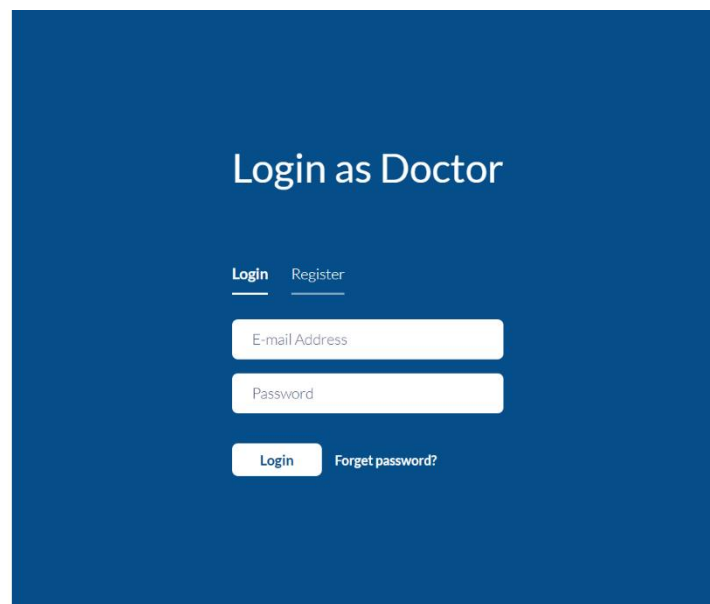 Login as Doctor
Login Register
E-mail Address
Password
Login Forget password?